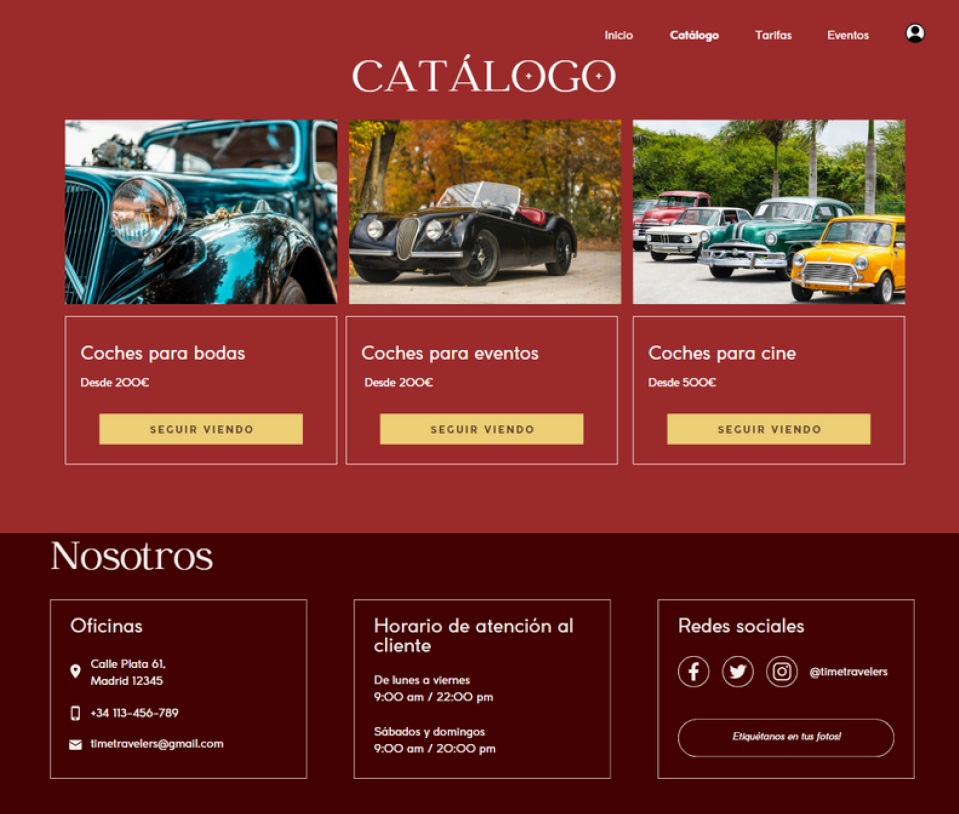 Inicio Catálogo Tarifas Eventos
CATÁLOGO
Coches para bodas
Desde 200€
SEGUIR VIENDO
Coches para eventos
Desde 200€
SEGUIR VIENDO
Coches para cine
Desde 500€
SEGUIR VIENDO
Nosotros
Oficinas
Calle Plata 61,
Madrid 12345
+34 113-456-789
timetravelers@gmail.com
Horario de atención al
cliente
De lunes a viernes
9:00 am / 22:00 pm
Sábados y domingos
9:00 am / 20:00 pm
Redes sociales
@timetravelers
Etiquétanos en tus fotos!